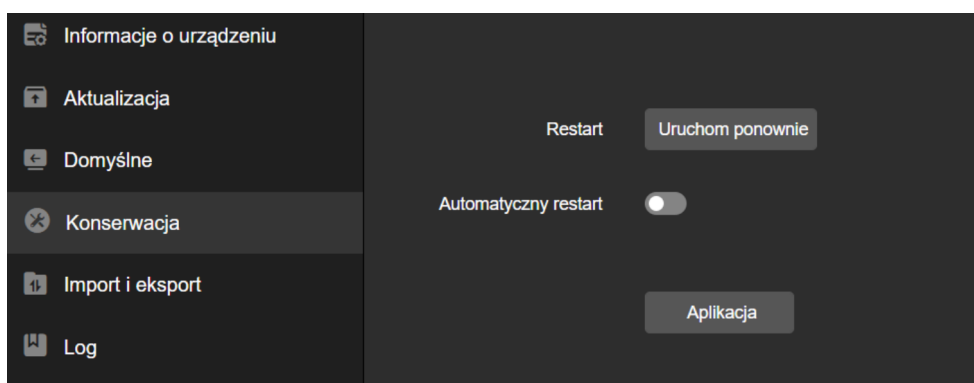 Informacje o urządzeniu
Aktualizacja
Domyślne
Konserwacja
Import i eksport
Log
Restart
Uruchom ponownie
Automatyczny restart
Aplikacja